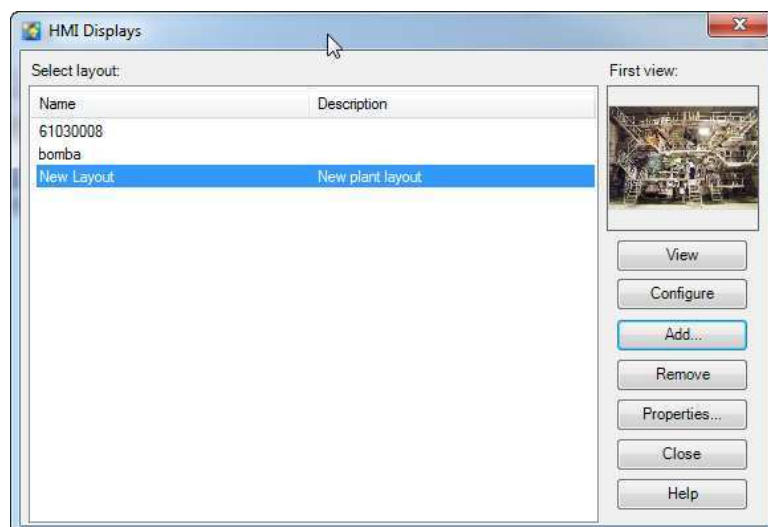 HMI Displays
Select layout:
First view:
Name Description
61030008
bomba
New Layout New plant layout
View
Configure
Add...
Remove
Properties...
Close
Help